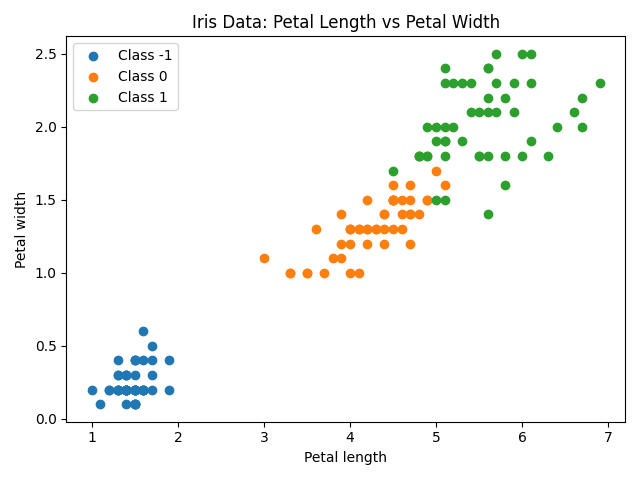 Iris Data: Petal Length vs Petal Width
Class -1
Class 0
Class 1
2.5
2.0
1.5
1.0
0.5
0.0
Petal width
1 2 3 4 5 6 7
Petal length